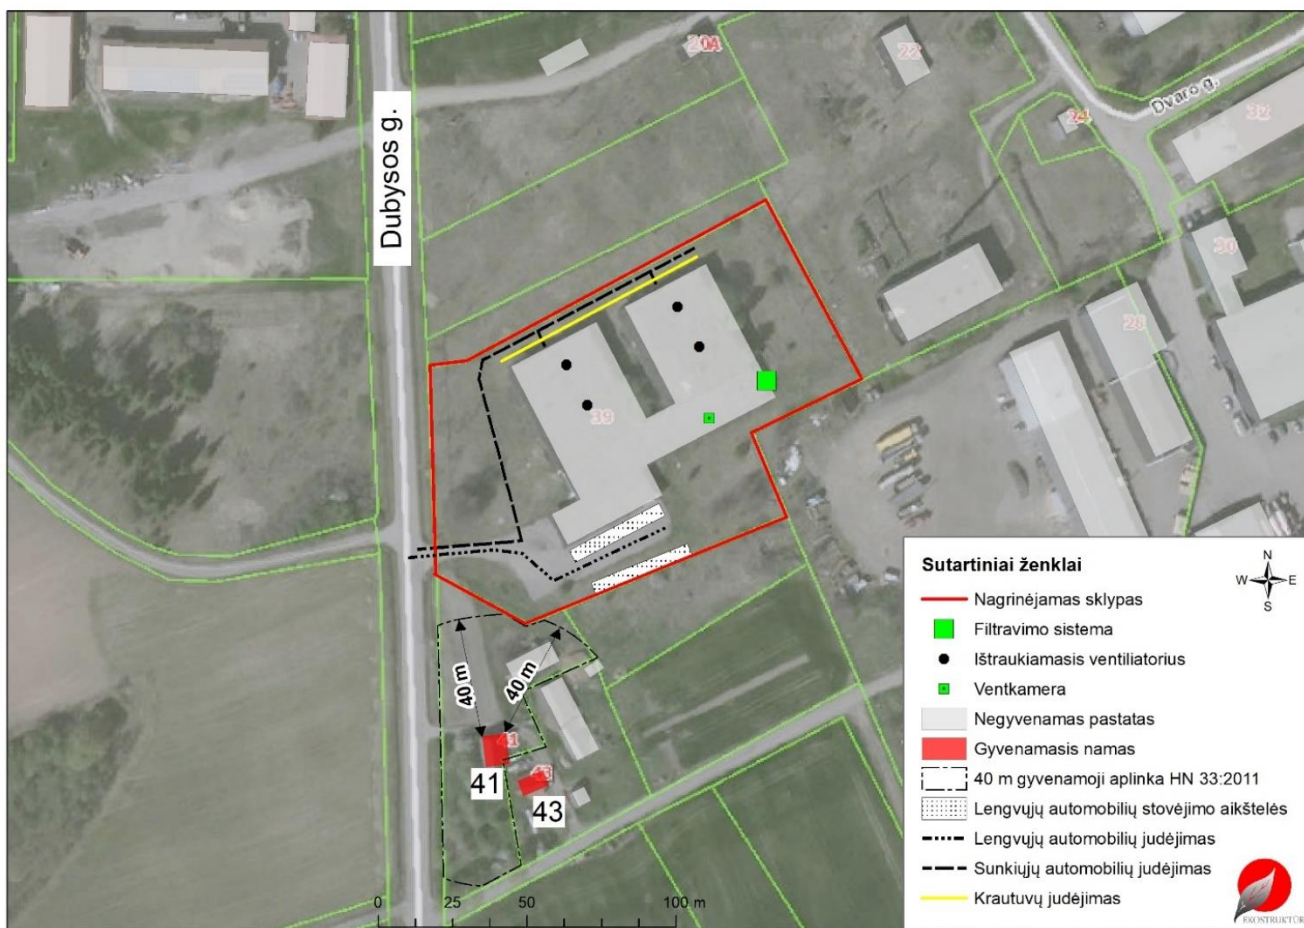 20A
22
24
Dvaro g.
32
Dubysos g.
30
28
39
40 m
40 m
41
41
43
43
0 25 50 100 m
Sutartiniai ženklai
N
W E
S
Nagrinėjamas sklypas
Filtravimo sistema
Ištraukiamasis ventiliatorius
Ventkamera
Negyvenamas pastatas
Gyvenamasis namas
40 m gyvenamoji aplinka HN 33:2011
Lengvųjų automobilių stovėjimo aikštelės
Lengvųjų automobilių judėjimas
Sunkiųjų automobilių judėjimas
Krautuvų judėjimas
EKOSTRUKTŪRA